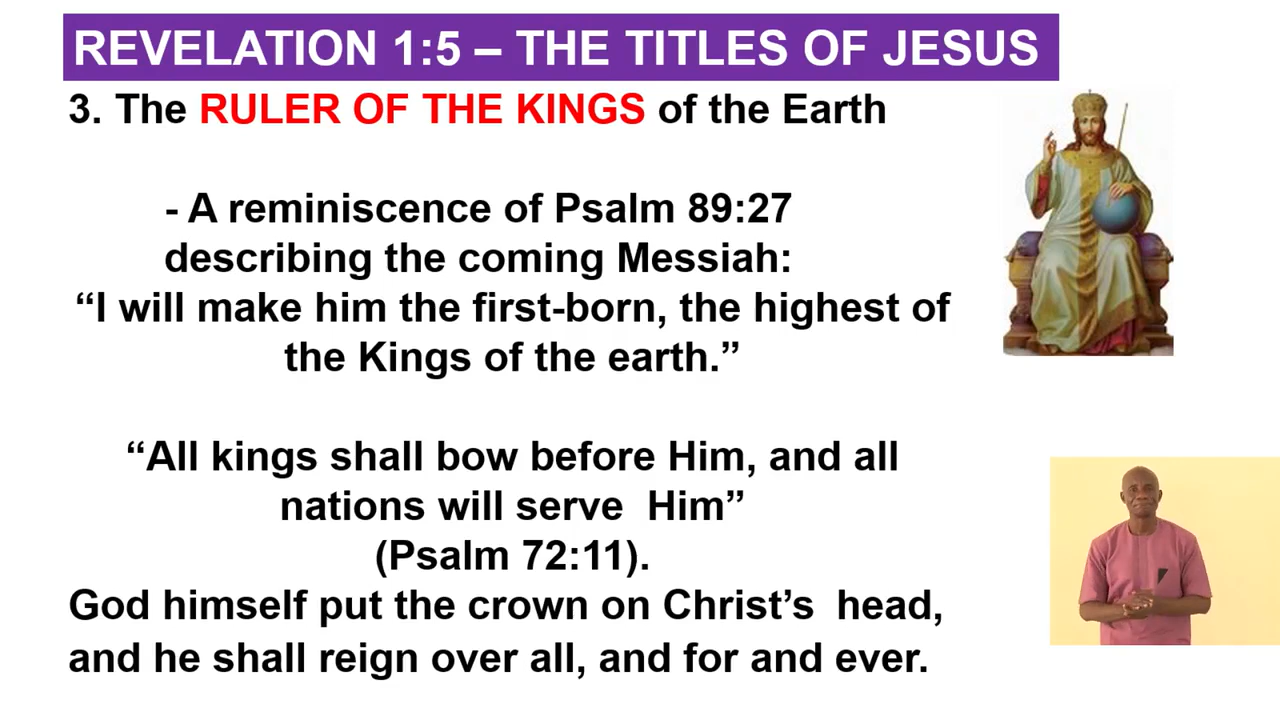 REVELATION 1:5 – THE TITLES OF JESUS
3. The RULER OF THE KINGS of the Earth
- A reminiscence of Psalm 89:27
describing the coming Messiah:
“I will make him the first-born, the highest of
the Kings of the earth.”
“All kings shall bow before Him, and all
nations will serve  Him”
(Psalm 72:11).
God himself put the crown on Christ’s  head,
and he shall reign over all, and for and ever.